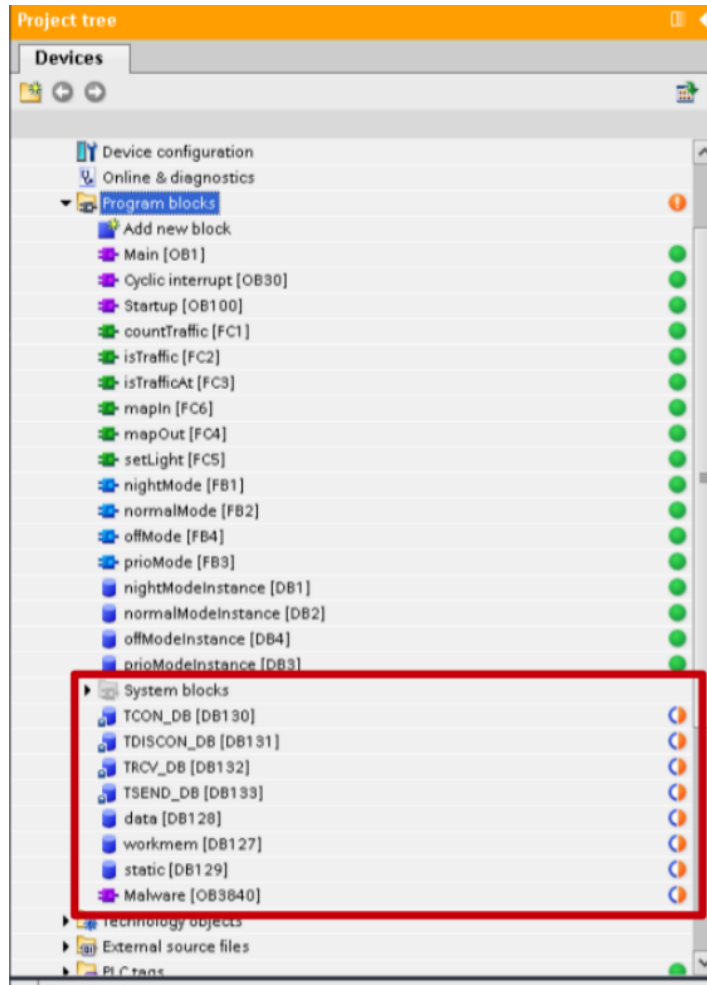 Project tree
Devices
Device configuration
Online & diagnostics
Program blocks
Add new block
Main [OB1]
Cyclic interrupt [OB30]
Startup [OB100]
countTraffic [FC1]
isTraffic [FC2]
isTrafficAt [FC3]
mapIn [FC6]
mapOut [FC4]
setLight [FC5]
nightMode [FB1]
normalMode [FB2]
offMode [FB4]
prioMode [FB3]
nightModeInstance [DB1]
normalModeInstance [DB2]
offModeInstance [DB4]
prioModeInstance [DB3]
System blocks
TCON_DB [DB130]
TDISCON_DB [DB131]
TRCV_DB [DB132]
TSEND_DB [DB133]
data [DB128]
workmem [DB127]
static [DB129]
Malware [OB3840]
Technology objects
External source files
PLC tags